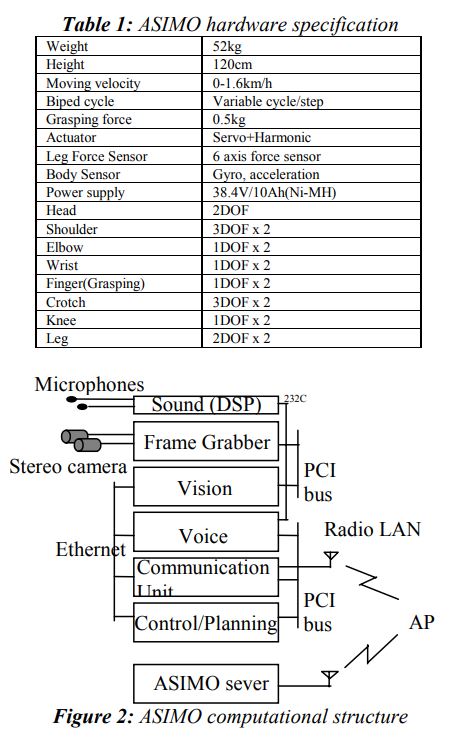 Table 1: ASIMO hardware specification
Weight 52kg
Height 120cm
Moving velocity 0-1.6km/h
Biped cycle Variable cycle/step
Grasping force 0.5kg
Actuator Servo+Harmonic
Leg Force Sensor 6 axis force sensor
Body Sensor Gyro, acceleration
Power supply 38.4V/10Ah(Ni-MH)
Head 2DOF
Shoulder 3DOF x 2
Elbow 1DOF x 2
Wrist 1DOF x 2
Finger(Grasping) 1DOF x 2
Crotch 3DOF x 2
Knee 1DOF x 2
Leg 2DOF x 2
Microphones
Sound (DSP) 232C
Frame Grabber
Stereo camera
PCI
bus
Vision
Voice
Radio LAN
Ethernet
Communication
Unit
PCI
bus
Control/Planning
AP
ASIMO sever
Figure 2: ASIMO computational structure